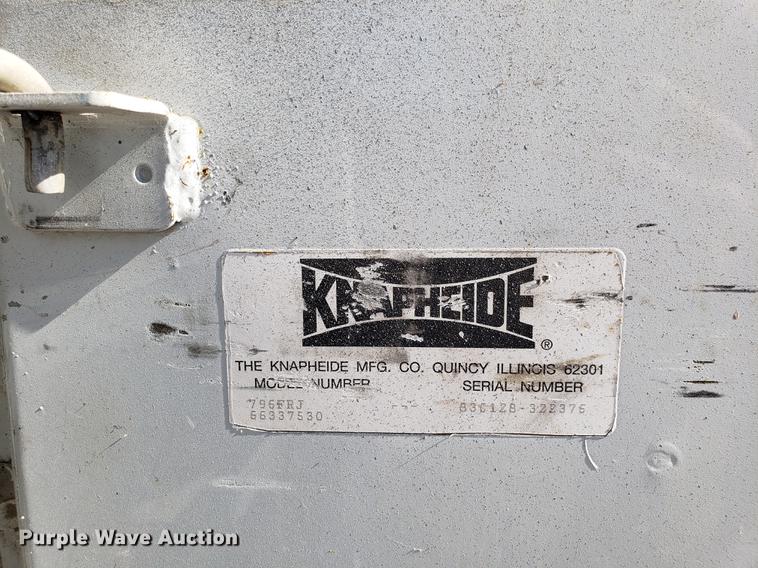 KNAPHEIDE ®
THE KNAPHEIDE MFG. CO. QUINCY ILLINOIS 62301
MODEL NUMBER SERIAL NUMBER
796FRJ 836128-322376
66337530
Purple Wave Auction